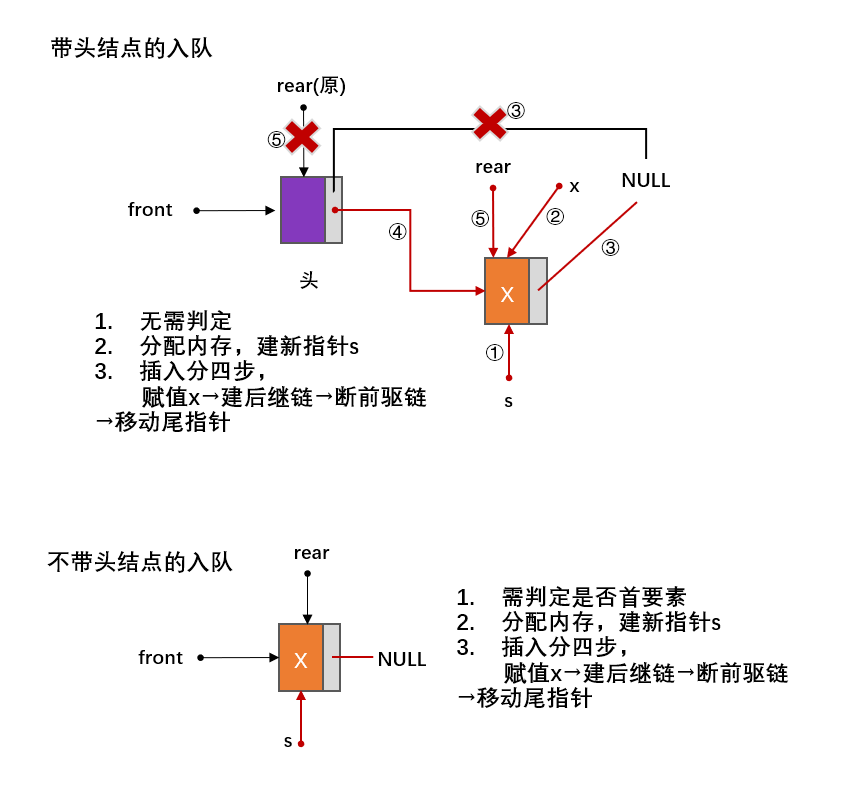 带头结点的入队
rear(原)
③
⑤
rear
x
NULL
front
⑤
②
④
③
头
X
①
s
1. 无需判定
2. 分配内存，建新指针s
3. 插入分四步，
赋值x→建后继链→断前驱链
→移动尾指针
不带头结点的入队
rear
front
X
NULL
s
1. 需判定是否首要素
2. 分配内存，建新指针s
3. 插入分四步，
赋值x→建后继链→断前驱链
→移动尾指针